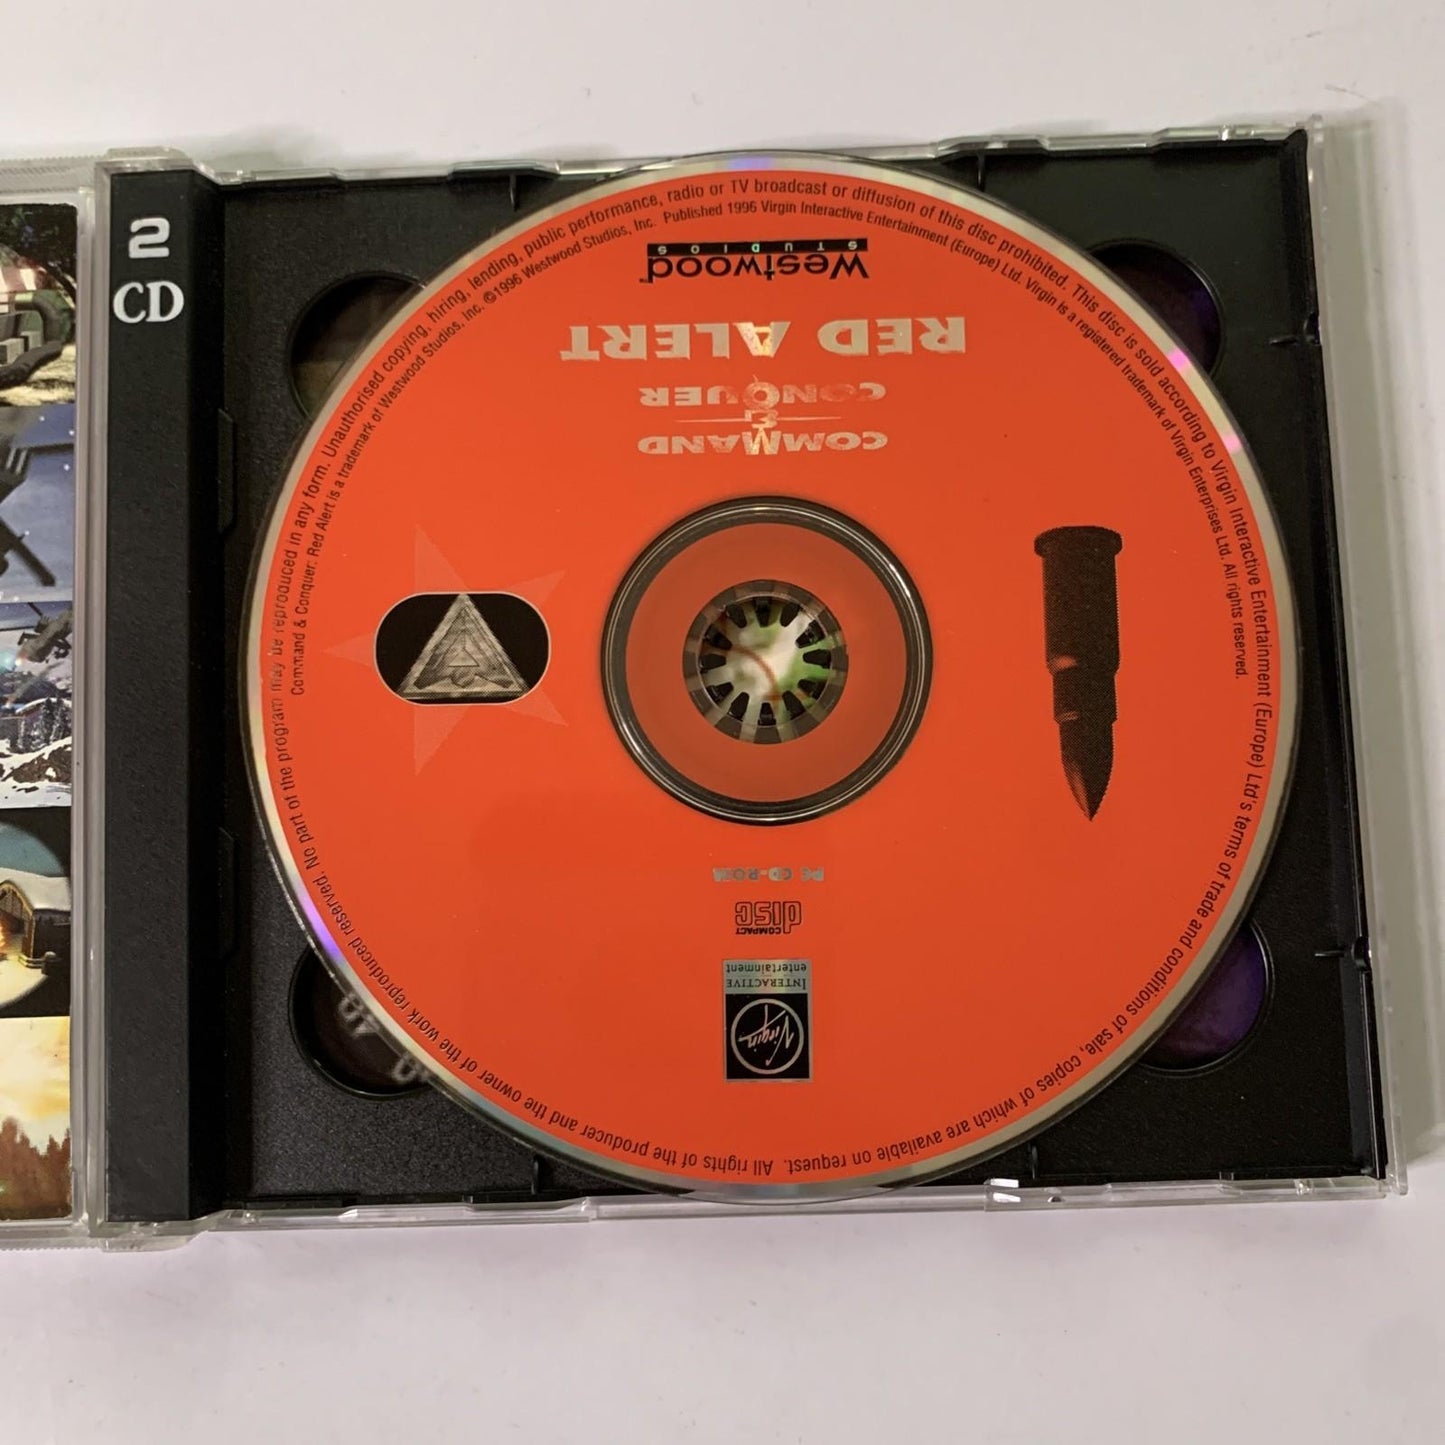 2
CD
All rights of the producer and the owner of the work reproduced reserved. No part of the program may be reproduced in any form. Unauthorised copying, hiring, lending, public performance, radio or TV broadcast or diffusion of this disc prohibited. This disc is sold according to Virgin Interactive Entertainment (Europe) Ltd's terms of trade and conditions of sale, copies of which are available on request.
Command & Conquer: Red Alert is a trademark of Westwood Studios, Inc. ©1996 Westwood Studios, Inc. Published 1996 Virgin Interactive Entertainment (Europe) Ltd. Virgin is a registered trademark of Virgin Enterprises Ltd. All rights reserved.
Virgin
INTERACTIVE
entertainment
COMPACT
disc
PC CD-ROM
COMMAND
&
CONQUER
RED ALERT
Westwood™
STUDIOS